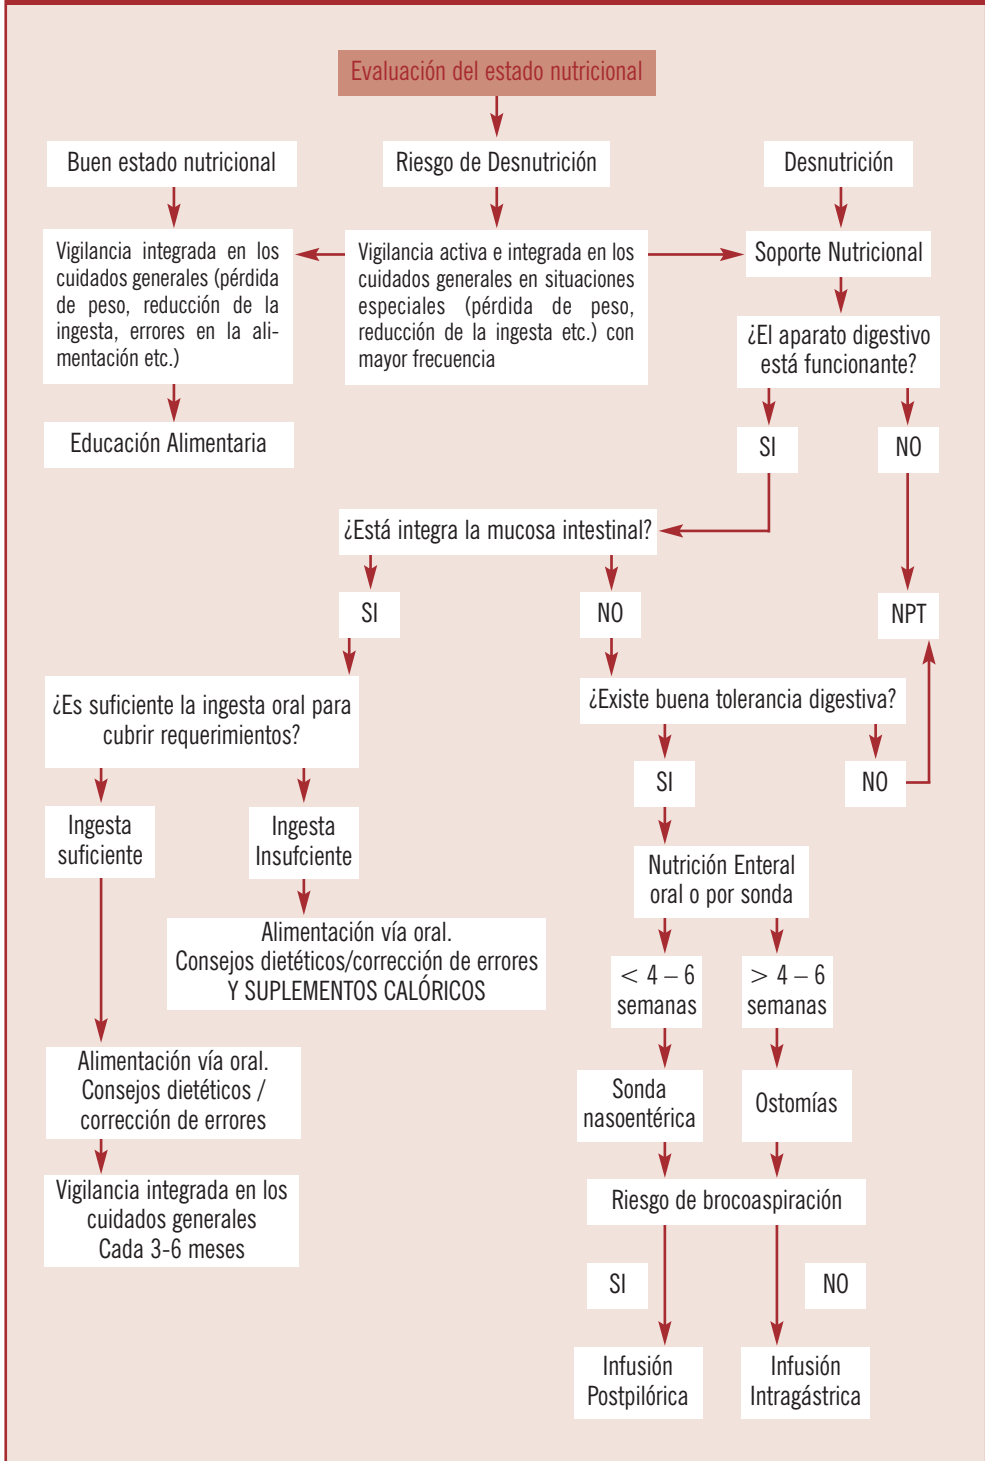 Evaluación del estado nutricional
Buen estado nutricional
Riesgo de Desnutrición
Desnutrición
Vigilancia integrada en los
cuidados generales (pérdida
de peso, reducción de la
ingesta, errores en la ali-
mentación etc.)
Vigilancia activa e integrada en los
cuidados generales en situaciones
especiales (pérdida de peso,
reducción de la ingesta etc.) con
mayor frecuencia
Soporte Nutricional
¿El aparato digestivo
está funcionante?
Educación Alimentaria
SI
NO
¿Está integra la mucosa intestinal?
SI
NO
NPT
¿Es suficiente la ingesta oral para
cubrir requerimientos?
¿Existe buena tolerancia digestiva?
SI
NO
Ingesta
suficiente
Ingesta
Insufciente
Nutrición Enteral
oral o por sonda
Alimentación vía oral.
Consejos dietéticos/corrección de errores
Y SUPLEMENTOS CALÓRICOS
< 4 – 6
semanas
> 4 – 6
semanas
Alimentación vía oral.
Consejos dietéticos /
corrección de errores
Sonda
nasoentérica
Ostomías
Vigilancia integrada en los
cuidados generales
Cada 3-6 meses
Riesgo de brocoaspiración
SI
NO
Infusión
Postpilórica
Infusión
Intragástrica